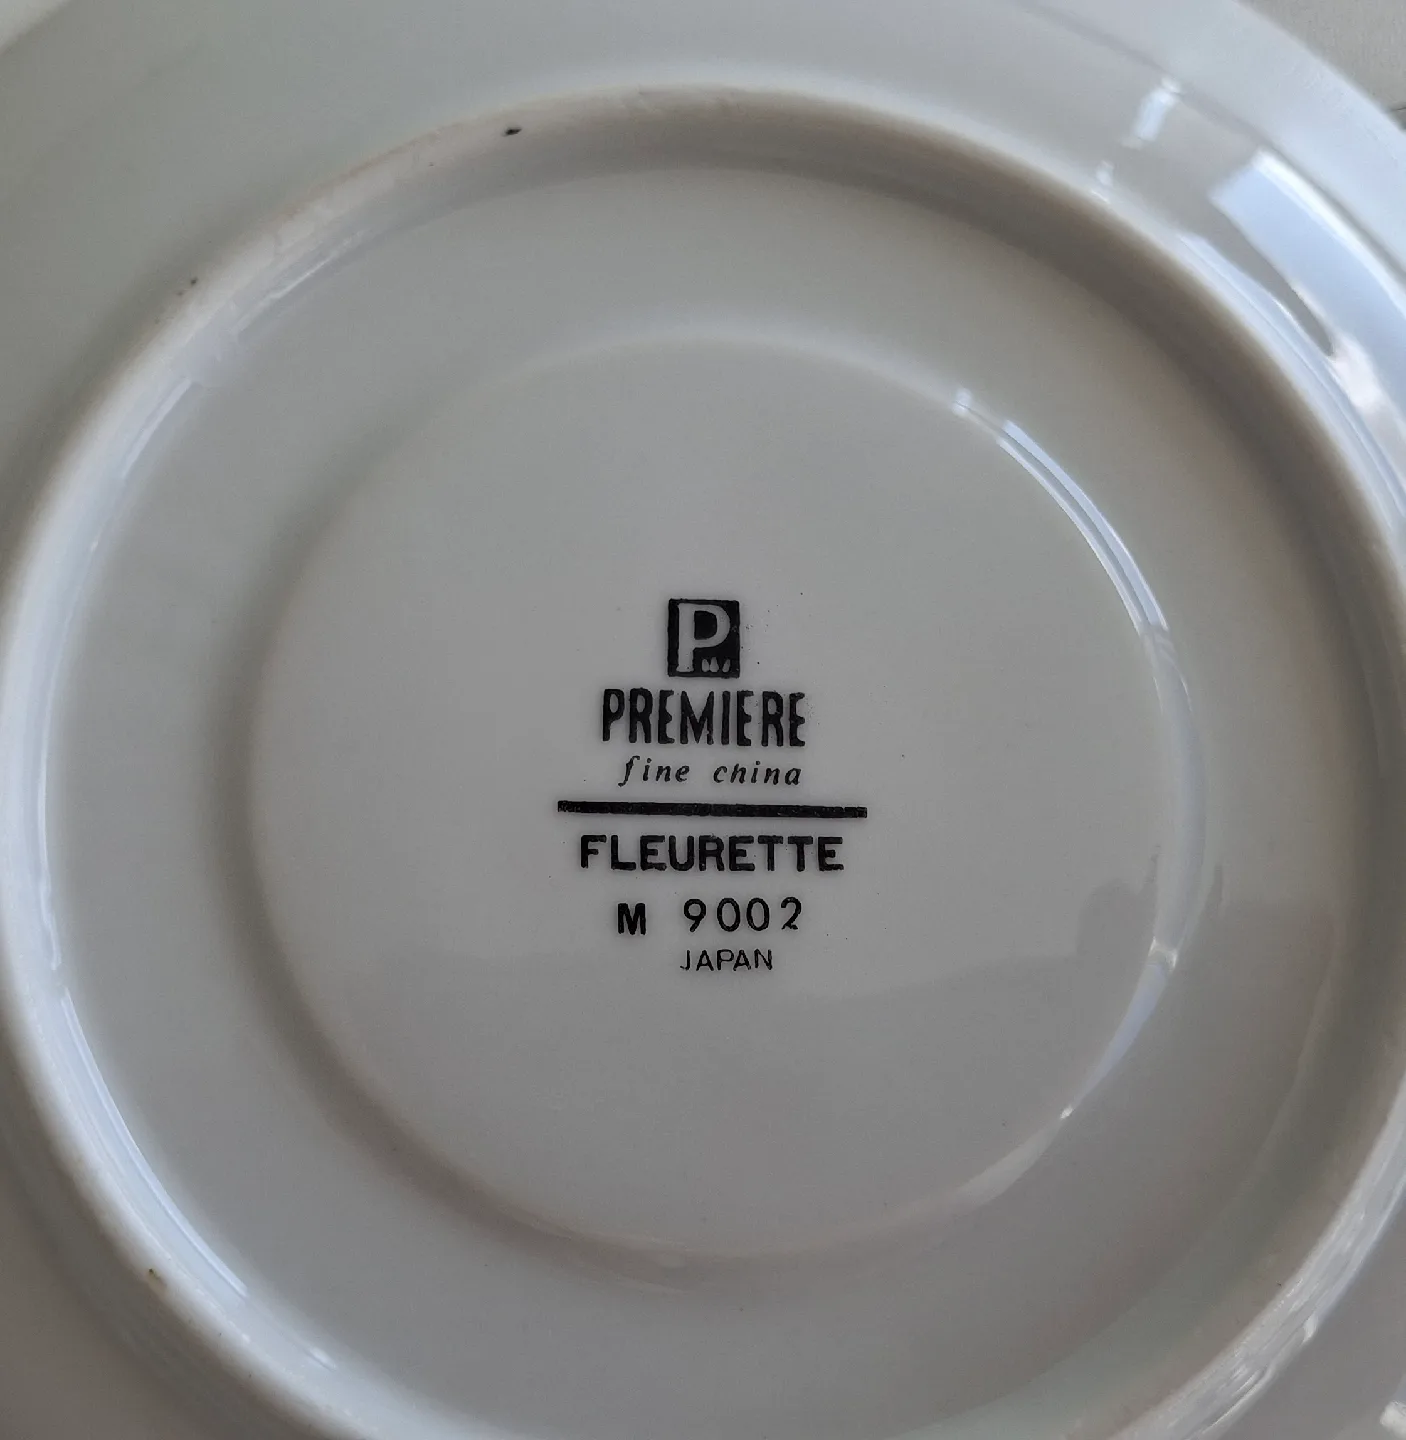 P
PREMIERE
fine china
FLEURETTE
M 9002
JAPAN